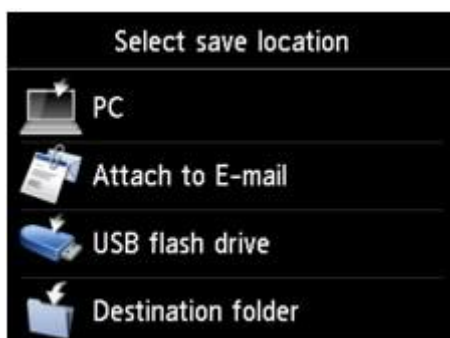 Select save location
PC
Attach to E-mail
USB flash drive
Destination folder